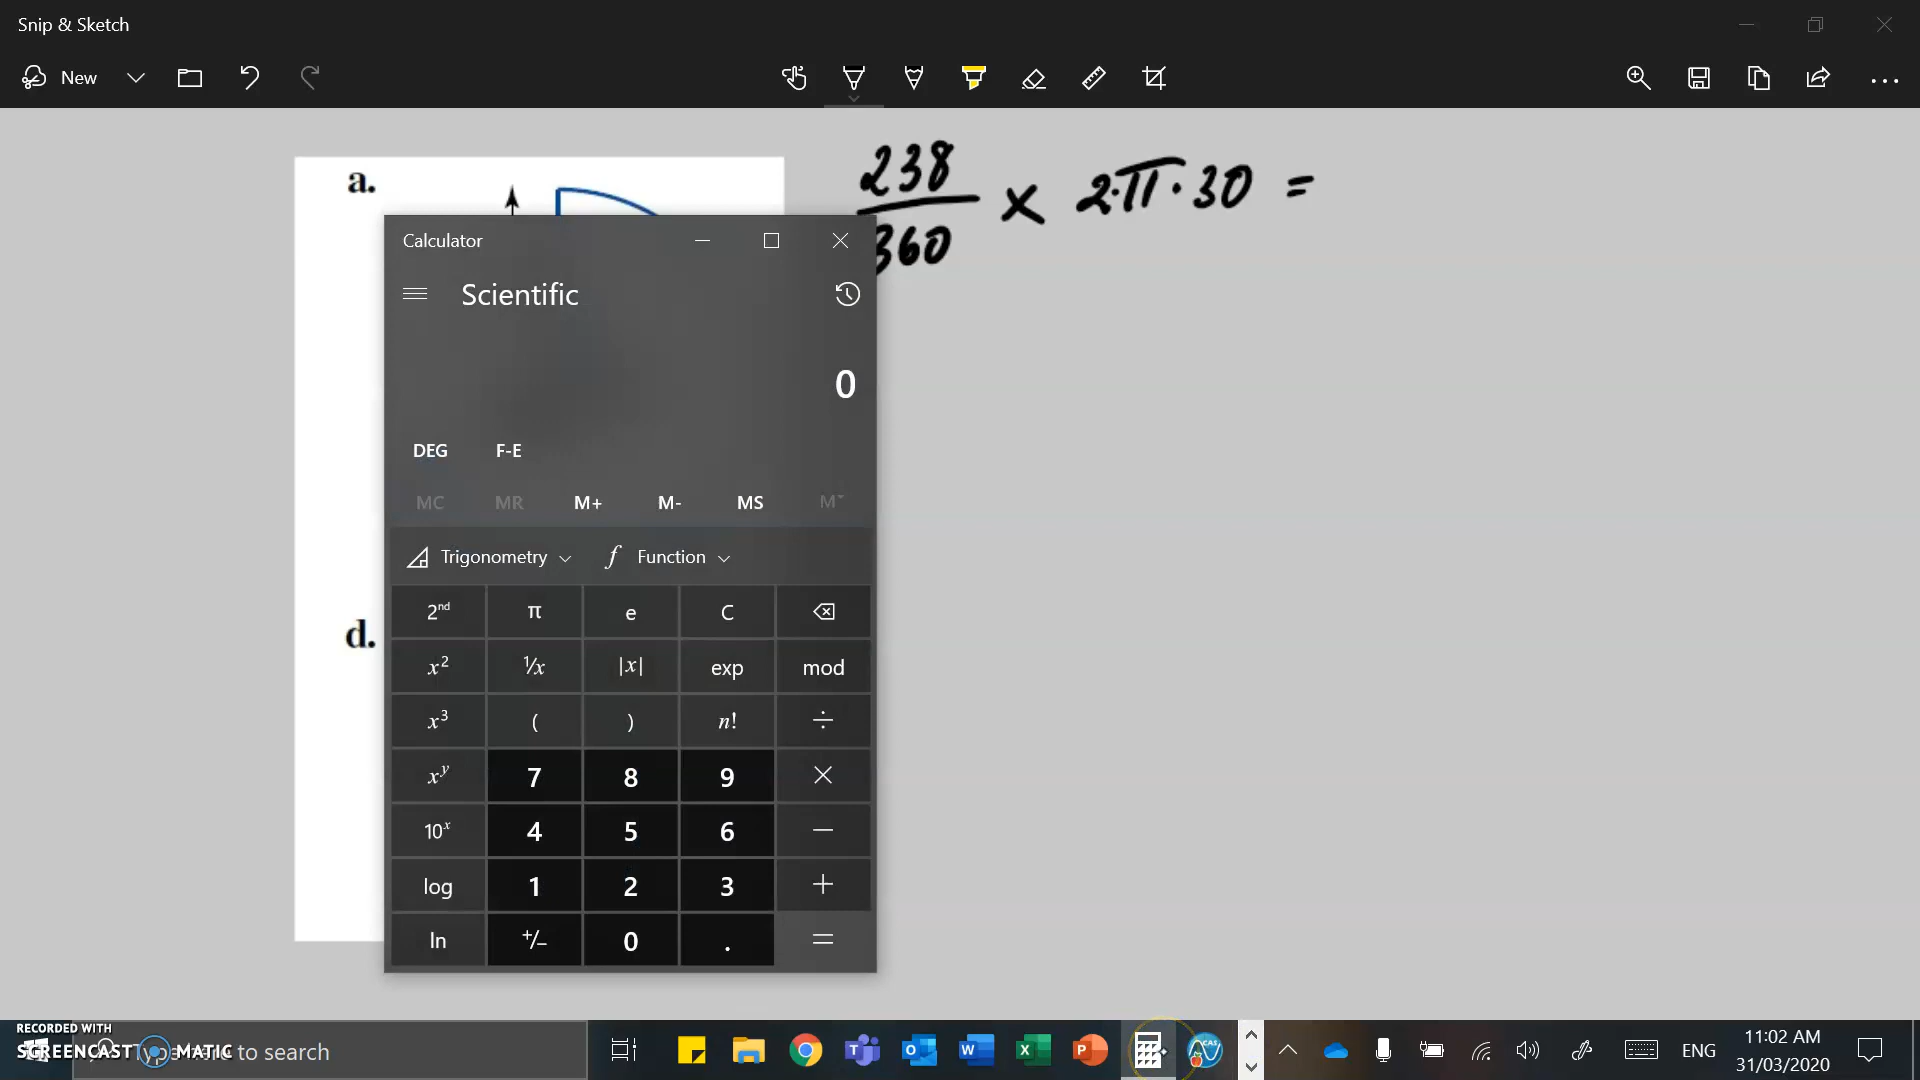 Snip & Sketch
New
a.
238
360
× 2·π·30 =
Calculator
Scientific
0
DEG F-E
MC MR M+ M- MS M˅
Trigonometry f Function
2nd π e C
x² ¹/x |x| exp mod
x³ ( ) n! ÷
xʸ 7 8 9 ×
10ˣ 4 5 6 −
log 1 2 3 +
ln +/− 0 . =
d.
RECORDED WITH
SCREENCAST MATIC
Type here to search
ENG
11:02 AM
31/03/2020